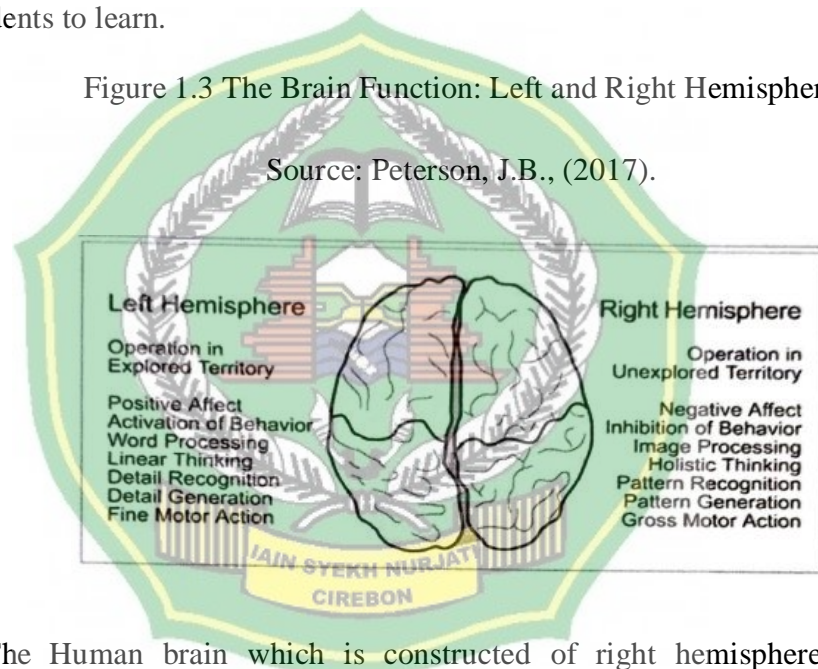 dents to learn.
Figure 1.3 The Brain Function: Left and Right Hemispher
Source: Peterson, J.B., (2017).
Left Hemisphere
Operation in
Explored Territory
Positive Affect
Activation of Behavior
Word Processing
Linear Thinking
Detail Recognition
Detail Generation
Fine Motor Action
Right Hemisphere
Operation in
Unexplored Territory
Negative Affect
Inhibition of Behavior
Image Processing
Holistic Thinking
Pattern Recognition
Pattern Generation
Gross Motor Action
IAIN SYEKH NURJATI
CIREBON
The Human brain which is constructed of right hemisphere